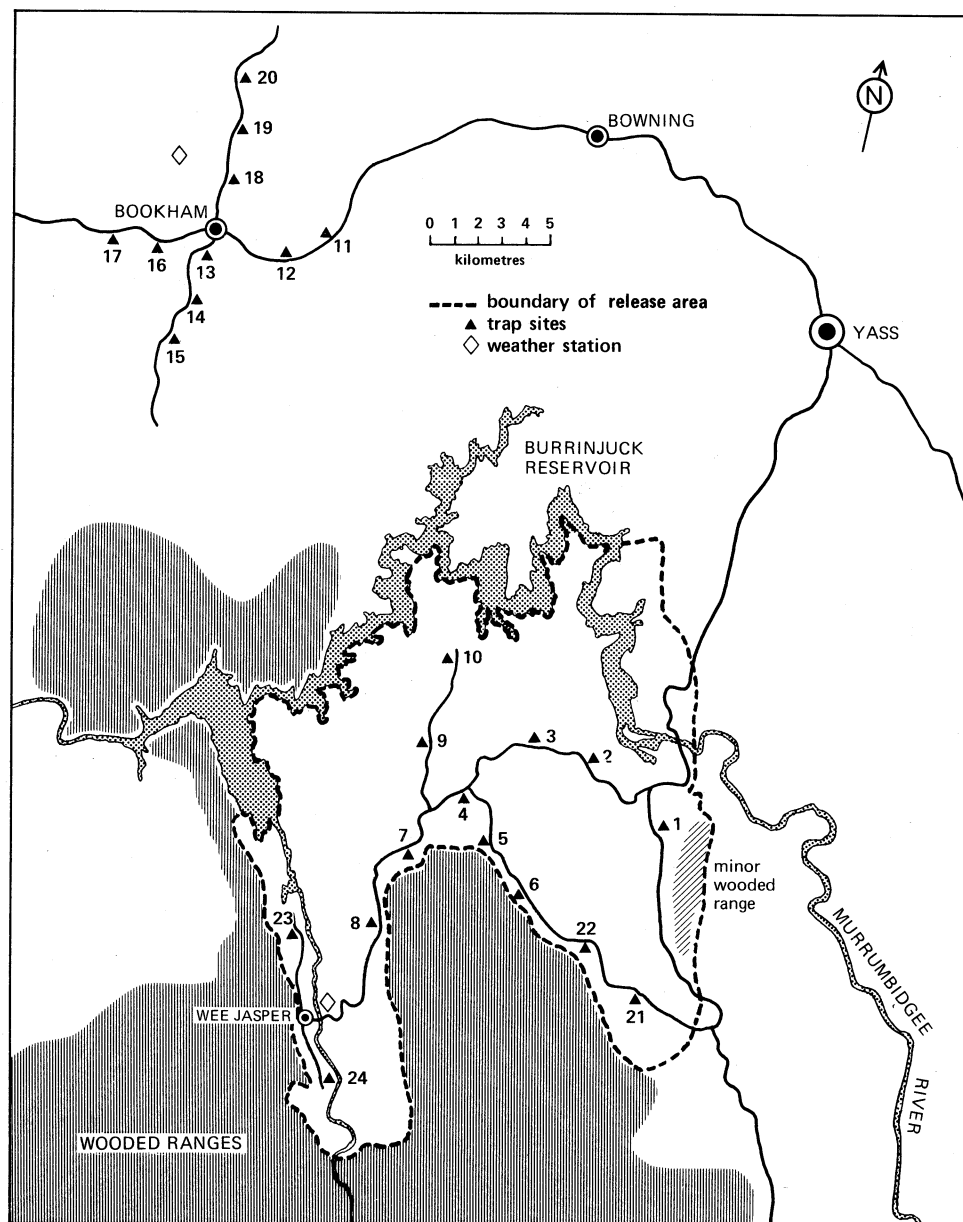 20
N
BOWNING
19
18
BOOKHAM
0 1 2 3 4 5
kilometres
17
16
13
12
11
14
15
boundary of release area
trap sites
weather station
YASS
BURRINJUCK
RESERVOIR
10
9
3
2
4
1
7
5
minor
wooded
range
6
8
23
22
MURRUMBIDGEE
RIVER
WEE JASPER
21
24
WOODED RANGES